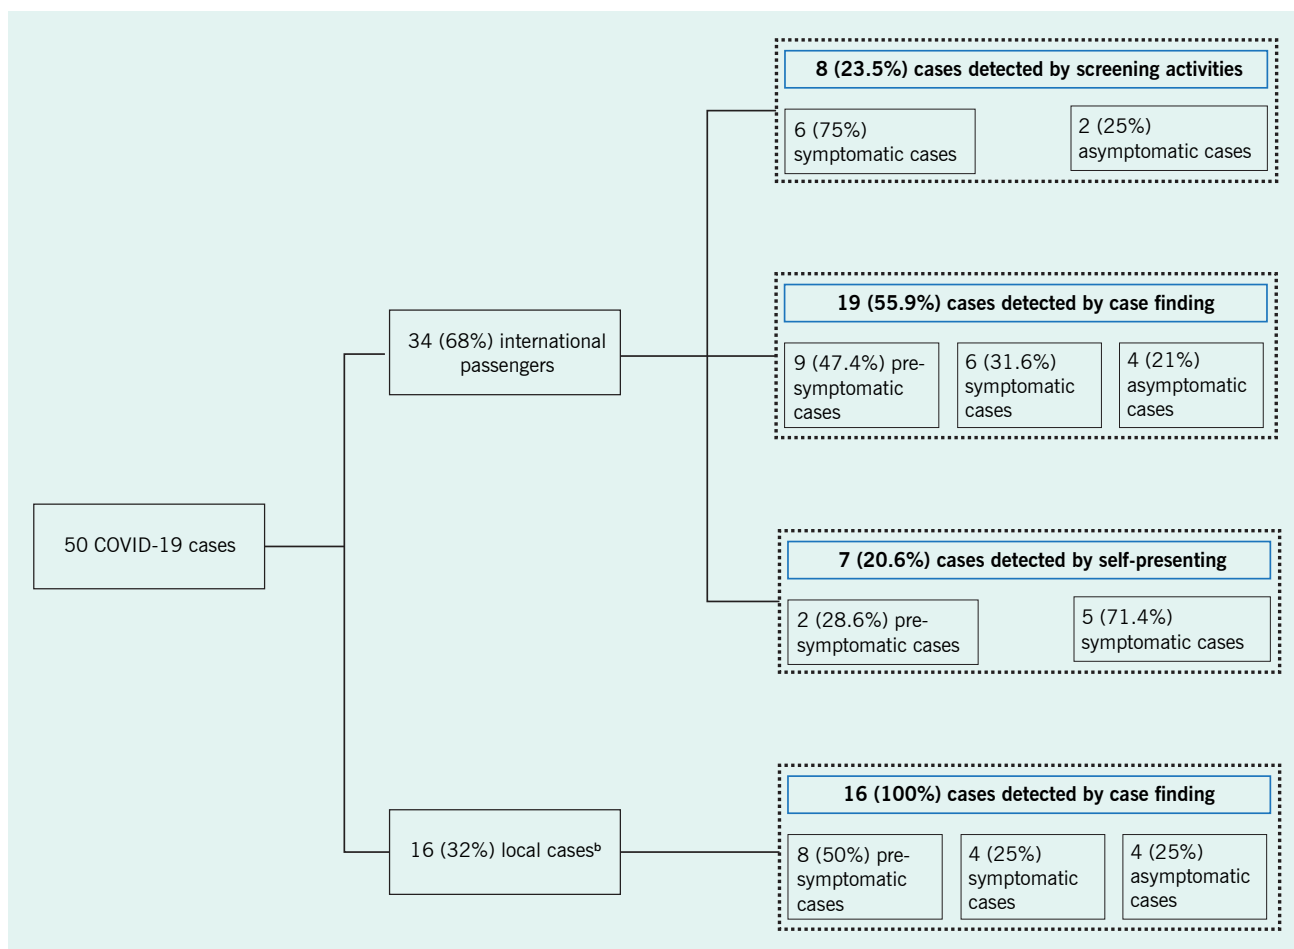 8 (23.5%) cases detected by screening activities
6 (75%)
symptomatic cases
2 (25%)
asymptomatic cases
19 (55.9%) cases detected by case finding
34 (68%) international
passengers
9 (47.4%) pre-
symptomatic
cases
6 (31.6%)
symptomatic
cases
4 (21%)
asymptomatic
cases
50 COVID-19 cases
7 (20.6%) cases detected by self-presenting
2 (28.6%) pre-
symptomatic cases
5 (71.4%)
symptomatic cases
16 (100%) cases detected by case finding
16 (32%) local casesᵇ
8 (50%) pre-
symptomatic
cases
4 (25%)
symptomatic
cases
4 (25%)
asymptomatic
cases